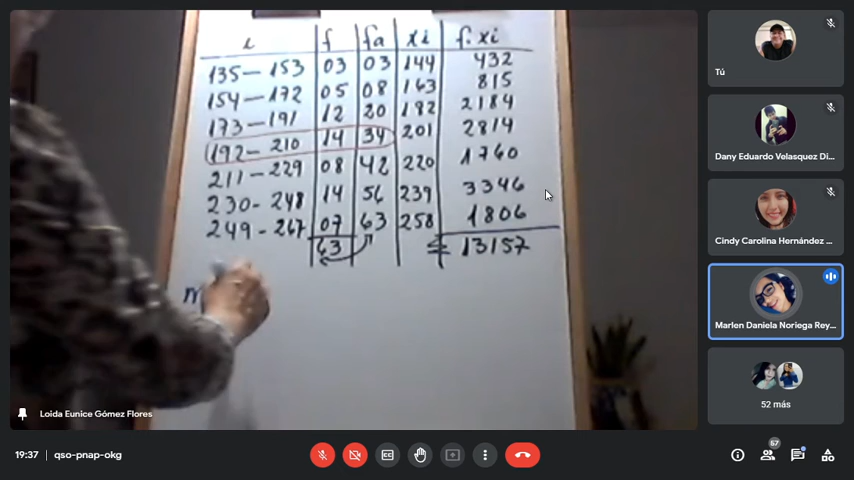 i f fa xi f.xi
135 - 153 03 03 144 432
154 - 172 05 08 163 815
173 - 191 12 20 182 2184
192 - 210 14 34 201 2814
211 - 229 08 42 220 1760
230 - 248 14 56 239 3346
249 - 267 07 63 258 1806
63 Σ 13157
Tú
Dany Eduardo Velasquez Di...
Cindy Carolina Hernández ...
Marlen Daniela Noriega Rey...
52 más
Loida Eunice Gómez Flores
19:37 qso-pnap-okg
57